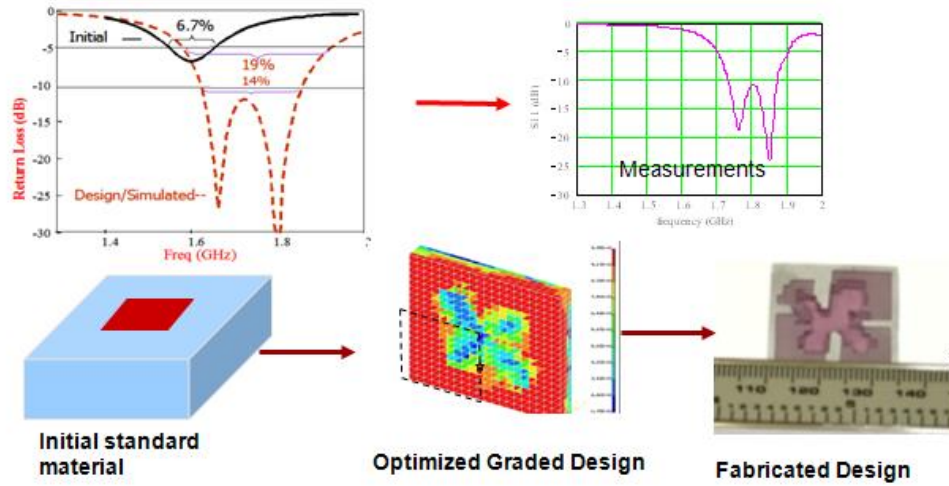 0
-5
-10
-15
-20
-25
-30
Return Loss (dB)
Initial
6.7%
19%
14%
Design/Simulated--
1.4
1.6
1.8
Freq (GHz)
0
-5
-10
-15
-20
-25
-30
S11 (dB)
Measurements
1.3
1.4
1.5
1.6
1.7
1.8
1.9
2
frequency (GHz)
110
120
130
140
Initial standard
material
Optimized Graded Design
Fabricated Design